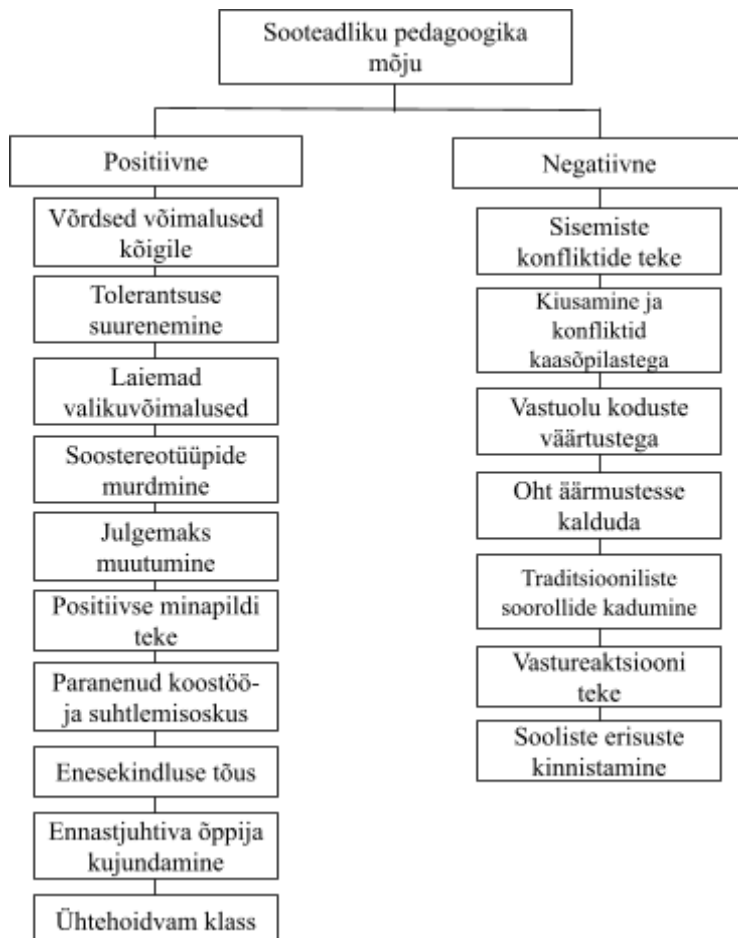 Sooteadliku pedagoogika
mõju
Positiivne
Võrdsed võimalused
kõigile
Tolerantsuse
suurenemine
Laiemad
valikuvõimalused
Soostereotüüpide
murdmine
Julgemaks
muutumine
Positiivse minapildi
teke
Paranenud koostöö-
ja suhtlemisoskus
Enesekindluse tõus
Ennastjuhtiva õppija
kujundamine
Ühtehoidvam klass
Negatiivne
Sisemiste
konfliktide teke
Kiusamine ja
konfliktid
kaasõpilastega
Vastuolu koduste
väärtustega
Oht äärmustesse
kalduda
Traditsiooniliste
soorollide kadumine
Vastureaktsiooni
teke
Sooliste erisuste
kinnistamine